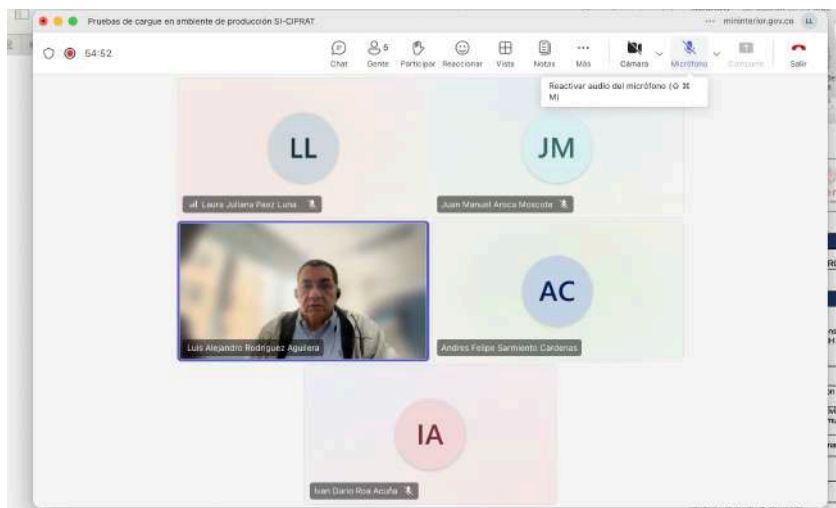 Pruebas de cargue en ambiente de producción SI-CIPRAT
mininterior.gov.co
LL
54:52
5
Chat
Gente
Participar
Reaccionar
Vista
Notas
Más
Cámara
Micrófono
Compartir
Salir
Reactivar audio del micrófono (⇧ ⌘
M)
LL
JM
Laura Juliana Paez Luna
Juan Manuel Aroca Moscote
AC
Luis Alejandro Rodriguez Aguilera
Andres Felipe Sarmiento Cardenas
IA
Ivan Dario Roa Acuña